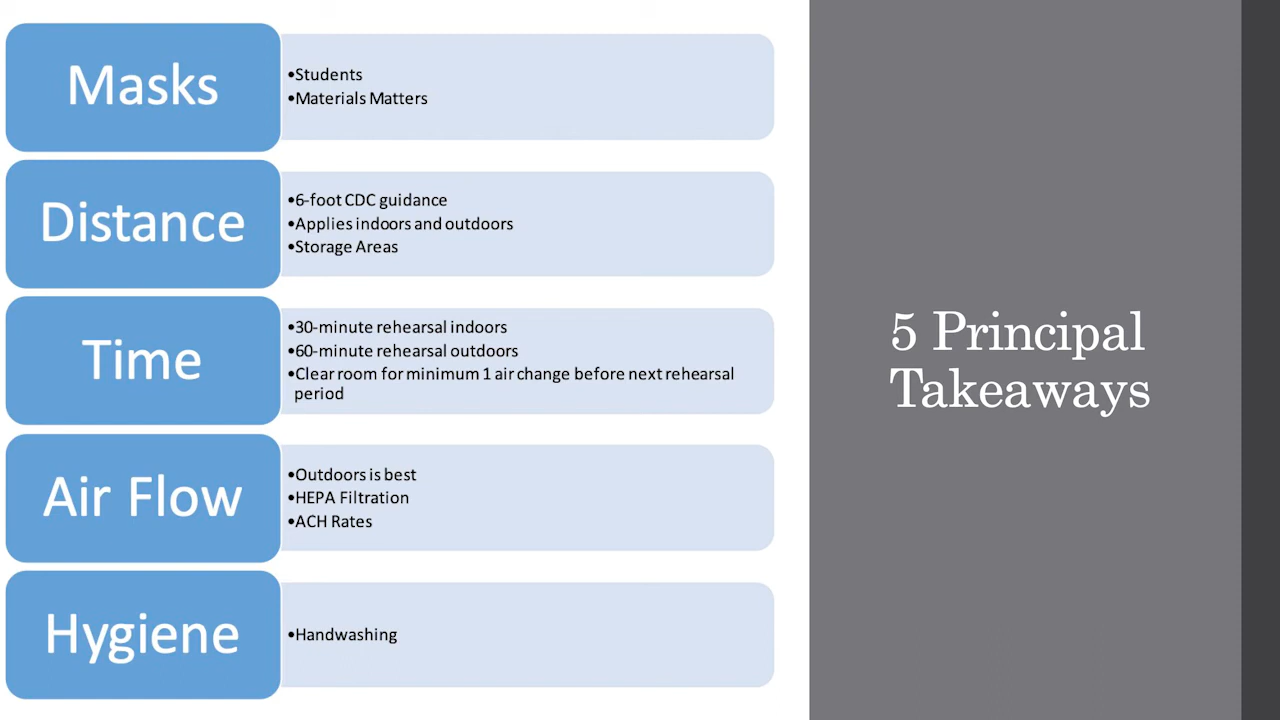 Masks
•Students
•Materials Matters
Distance
•6-foot CDC guidance
•Applies indoors and outdoors
•Storage Areas
Time
•30-minute rehearsal indoors
•60-minute rehearsal outdoors
•Clear room for minimum 1 air change before next rehearsal
period
Air Flow
•Outdoors is best
•HEPA Filtration
•ACH Rates
Hygiene
•Handwashing
5 Principal
Takeaways